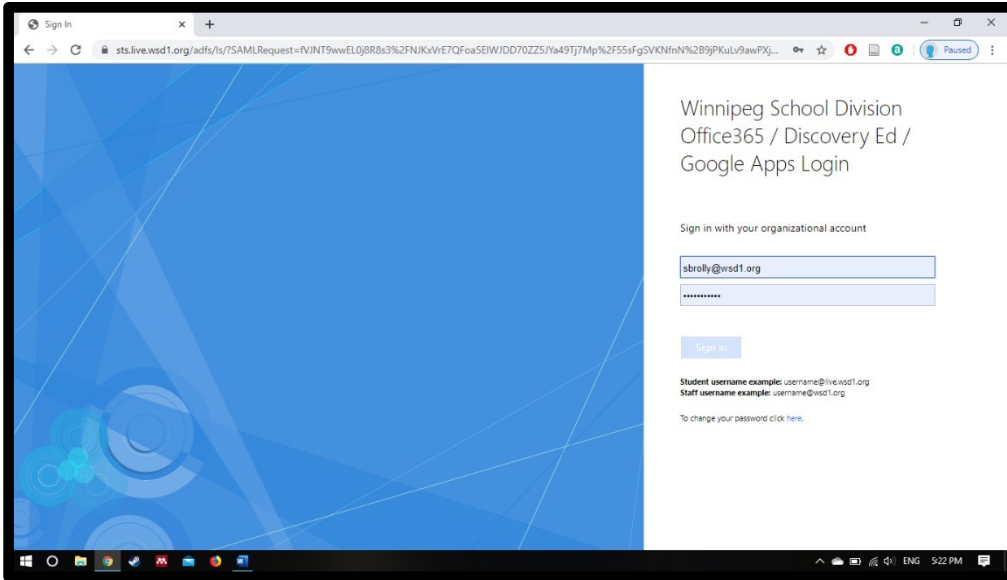 Sign In
sts.live.wsd1.org/adfs/ls/?SAMLRequest=fVJNT9wwEL0j8R8s3%2FNJKxVrE7QFoa5EIWJDD70ZZ5JYa49Tj7Mp%2F55sFgSVKNfnN%2B9jPKuLv9awPXj... Paused
Winnipeg School Division
Office365 / Discovery Ed /
Google Apps Login
Sign in with your organizational account
sbrolly@wsd1.org
Sign in
Student username example: username@live.wsd1.org
Staff username example: username@wsd1.org
To change your password click here.
ENG 5:22 PM